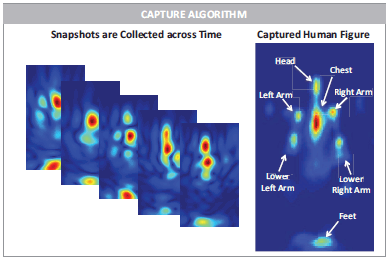 CAPTURE ALGORITHM
Snapshots are Collected across Time
Captured Human Figure
Head
Chest
Left Arm
Right Arm
Lower
Left Arm
Lower
Right Arm
Feet